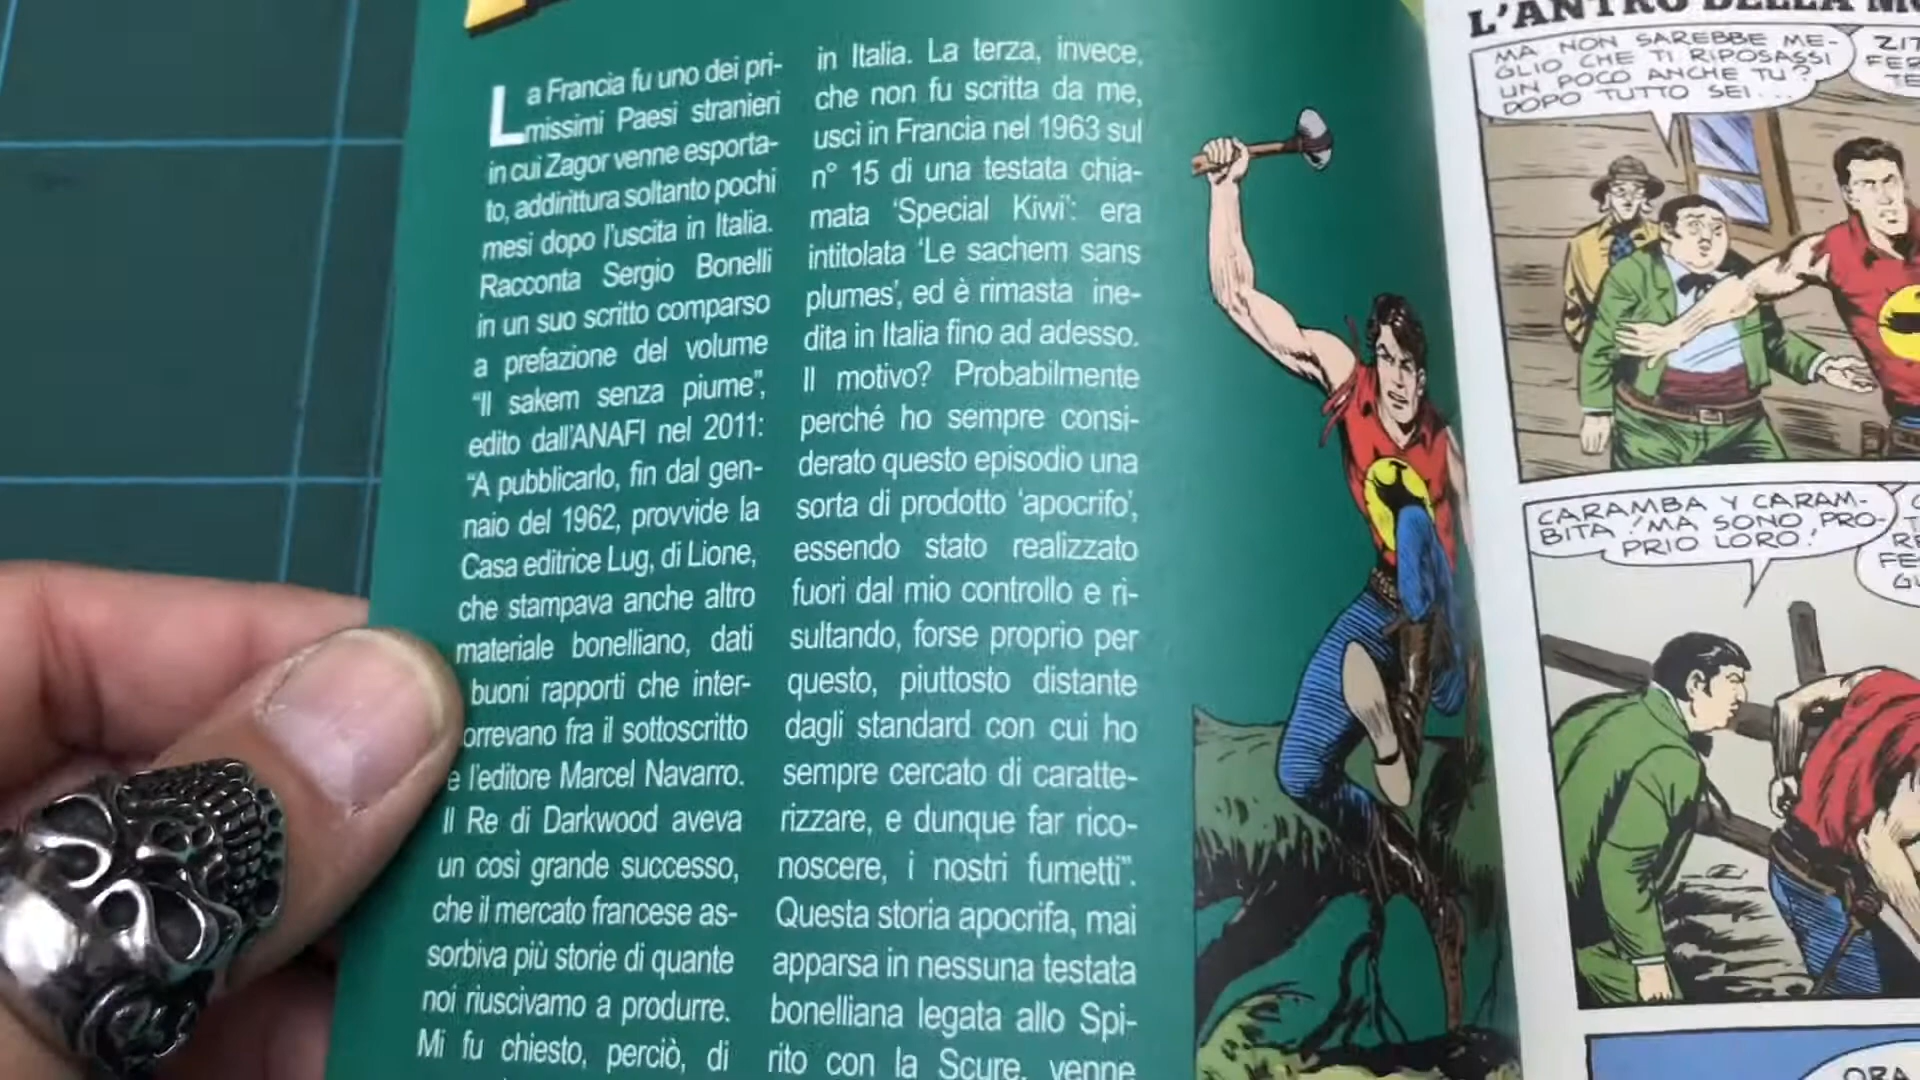 La Francia fu uno dei pri-
missimi Paesi stranieri
in cui Zagor venne esporta-
to, addirittura soltanto pochi
mesi dopo l'uscita in Italia.
Racconta Sergio Bonelli
in un suo scritto comparso
a prefazione del volume
“Il sakem senza piume”,
edito dall'ANAFI nel 2011:
“A pubblicarlo, fin dal gen-
naio del 1962, provvide la
Casa editrice Lug, di Lione,
che stampava anche altro
materiale bonelliano, dati
buoni rapporti che inter-
orrevano fra il sottoscritto
e l'editore Marcel Navarro.
Il Re di Darkwood aveva
un così grande successo,
che il mercato francese as-
sorbiva più storie di quante
noi riuscivamo a produrre.
Mi fu chiesto, perciò, di
in Italia. La terza, invece,
che non fu scritta da me,
uscì in Francia nel 1963 sul
n° 15 di una testata chia-
mata ‘Special Kiwi’: era
intitolata ‘Le sachem sans
plumes’, ed è rimasta ine-
dita in Italia fino ad adesso.
Il motivo? Probabilmente
perché ho sempre consi-
derato questo episodio una
sorta di prodotto ‘apocrifo’,
essendo stato realizzato
fuori dal mio controllo e ri-
sultando, forse proprio per
questo, piuttosto distante
dagli standard con cui ho
sempre cercato di caratte-
rizzare, e dunque far rico-
noscere, i nostri fumetti”.
Questa storia apocrifa, mai
apparsa in nessuna testata
bonelliana legata allo Spi-
rito con la Scure, venne
L'ANTRO DELLA
MA NON SAREBBE ME-
GLIO CHE TI RIPOSASSI
UN POCO ANCHE TU?
DOPO TUTTO SEI...
ZIT
FER
TE
CARAMBA Y CARAM-
BITA! MA SONO PRO-
PRIO LORO!
ORA